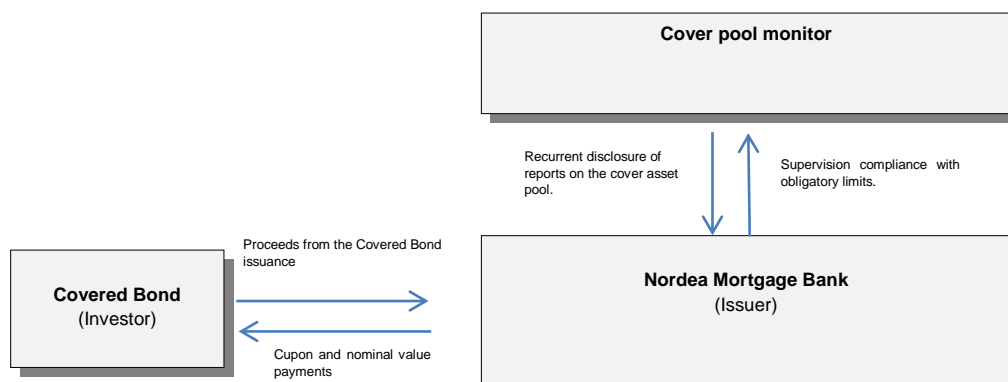 Cover pool monitor
Recurrent disclosure of
reports on the cover asset
pool.
Supervision compliance with
obligatory limits.
Proceeds from the Covered Bond
issuance
Covered Bond
(Investor)
Nordea Mortgage Bank
(Issuer)
Cupon and nominal value
payments